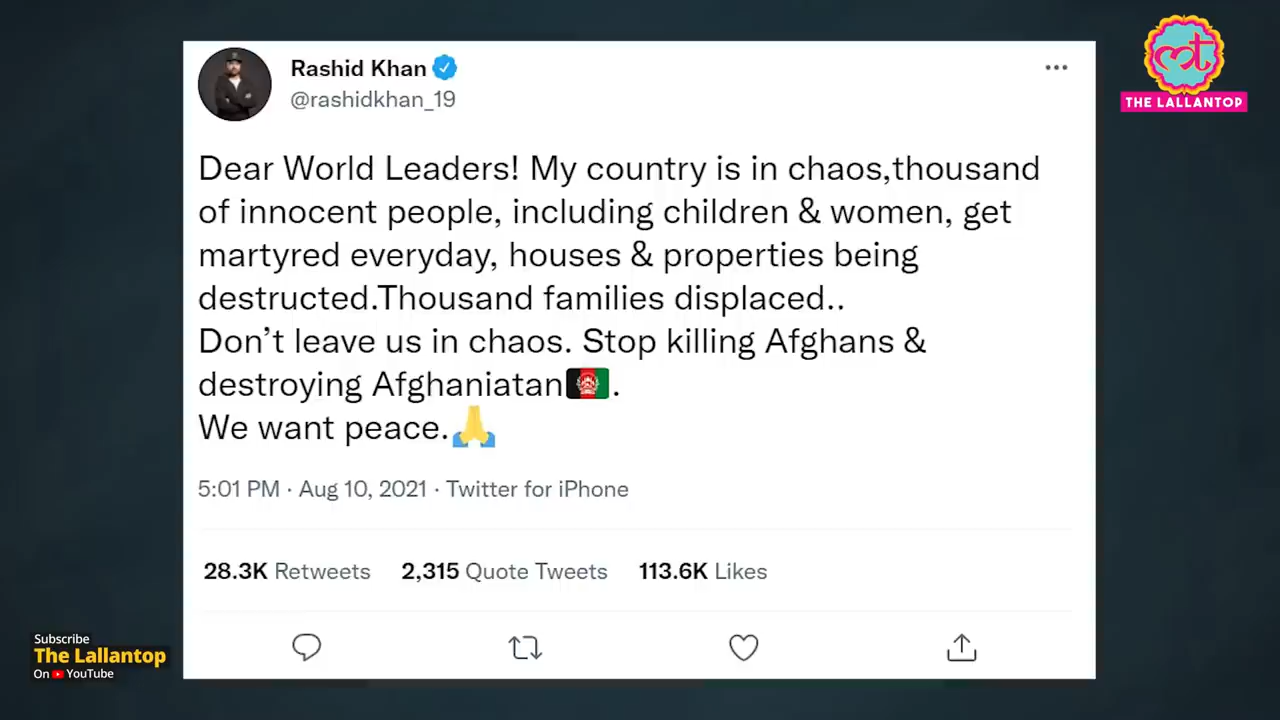 Rashid Khan
@rashidkhan_19
THE LALLANTOP
Dear World Leaders! My country is in chaos,thousand
of innocent people, including children & women, get
martyred everyday, houses & properties being
destructed.Thousand families displaced..
Don’t leave us in chaos. Stop killing Afghans &
destroying Afghaniatan🇦🇫.
We want peace.🙏
5:01 PM · Aug 10, 2021 · Twitter for iPhone
28.3K Retweets 2,315 Quote Tweets 113.6K Likes
Subscribe
The Lallantop
On YouTube